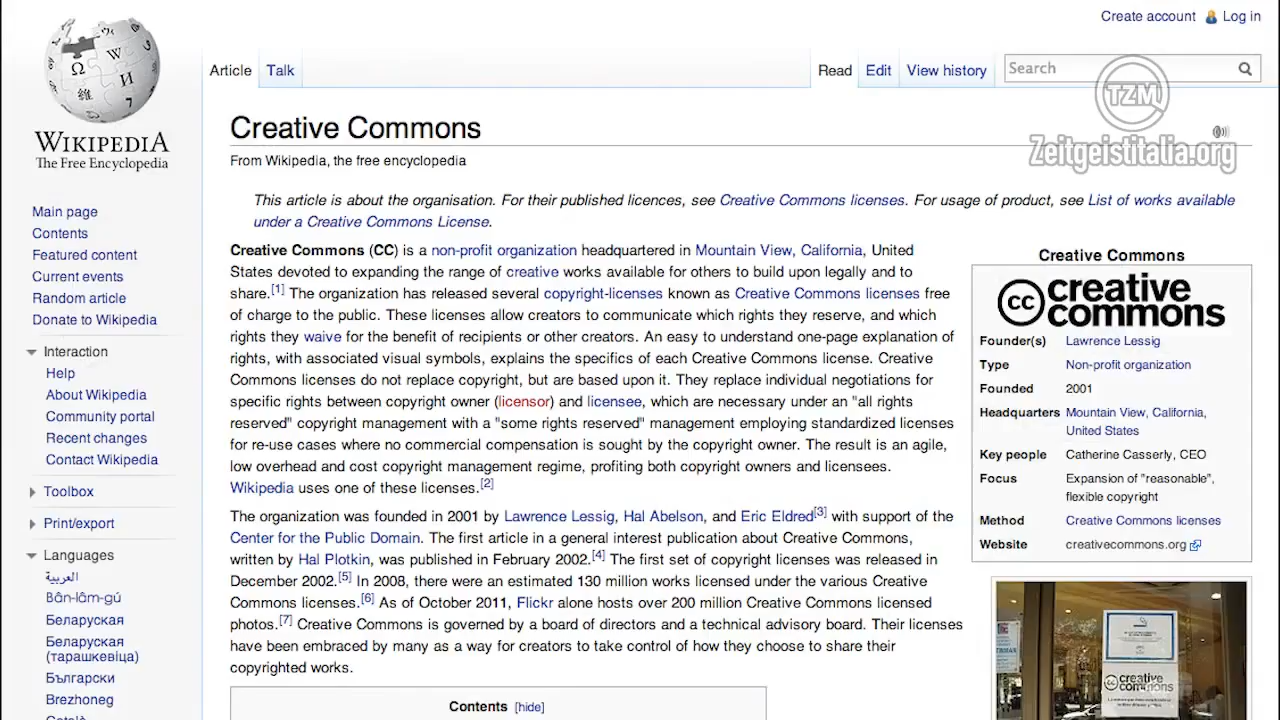 Create account Log in
Article Talk Read Edit View history Search
TZM
Zeitgeistitalia.org
WIKIPEDIA
The Free Encyclopedia
Main page
Contents
Featured content
Current events
Random article
Donate to Wikipedia
Interaction
Help
About Wikipedia
Community portal
Recent changes
Contact Wikipedia
Toolbox
Print/export
Languages
العربية
Bân-lâm-gú
Беларуская
Беларуская
(тарашкевіца)
Български
Brezhoneg
Català
Creative Commons
From Wikipedia, the free encyclopedia
This article is about the organisation. For their published licences, see Creative Commons licenses. For usage of product, see List of works available
under a Creative Commons License.
Creative Commons (CC) is a non-profit organization headquartered in Mountain View, California, United
States devoted to expanding the range of creative works available for others to build upon legally and to
share.[1] The organization has released several copyright-licenses known as Creative Commons licenses free
of charge to the public. These licenses allow creators to communicate which rights they reserve, and which
rights they waive for the benefit of recipients or other creators. An easy to understand one-page explanation of
rights, with associated visual symbols, explains the specifics of each Creative Commons license. Creative
Commons licenses do not replace copyright, but are based upon it. They replace individual negotiations for
specific rights between copyright owner (licensor) and licensee, which are necessary under an "all rights
reserved" copyright management with a "some rights reserved" management employing standardized licenses
for re-use cases where no commercial compensation is sought by the copyright owner. The result is an agile,
low overhead and cost copyright management regime, profiting both copyright owners and licensees.
Wikipedia uses one of these licenses.[2]
The organization was founded in 2001 by Lawrence Lessig, Hal Abelson, and Eric Eldred[3] with support of the
Center for the Public Domain. The first article in a general interest publication about Creative Commons,
written by Hal Plotkin, was published in February 2002.[4] The first set of copyright licenses was released in
December 2002.[5] In 2008, there were an estimated 130 million works licensed under the various Creative
Commons licenses.[6] As of October 2011, Flickr alone hosts over 200 million Creative Commons licensed
photos.[7] Creative Commons is governed by a board of directors and a technical advisory board. Their licenses
have been embraced by many as a way for creators to take control of how they choose to share their
copyrighted works.
Contents [hide]
Creative Commons
cc creative
commons
Founder(s) Lawrence Lessig
Type Non-profit organization
Founded 2001
Headquarters Mountain View, California,
United States
Key people Catherine Casserly, CEO
Focus Expansion of "reasonable",
flexible copyright
Method Creative Commons licenses
Website creativecommons.org
cc creative
commons